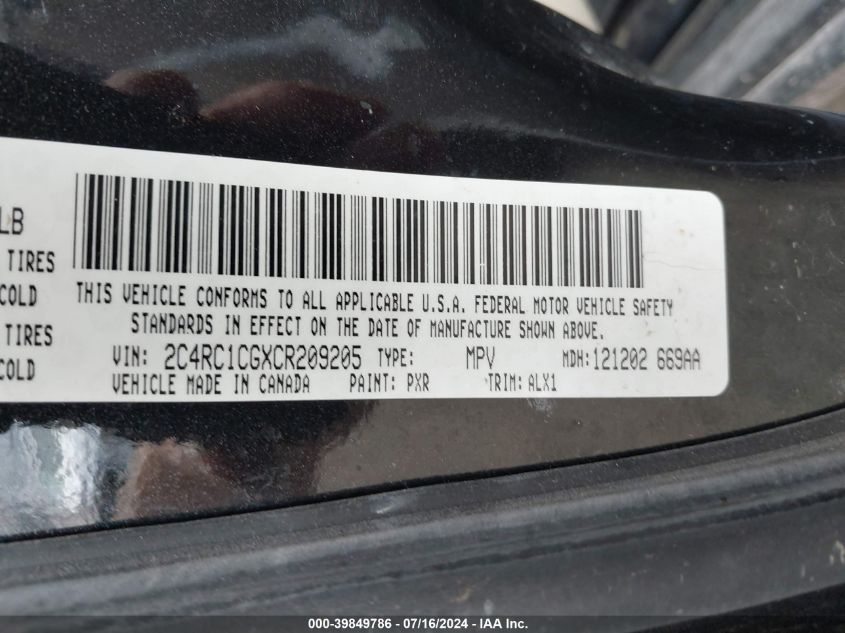 LB
TIRES
COLD
TIRES
COLD
THIS VEHICLE CONFORMS TO ALL APPLICABLE U.S.A. FEDERAL MOTOR VEHICLE SAFETY
STANDARDS IN EFFECT ON THE DATE OF MANUFACTURE SHOWN ABOVE.
VIN: 2C4RC1CGXCR209205 TYPE: MPV MDH:121202 669AA
VEHICLE MADE IN CANADA PAINT: PXR TRIM: ALX1
000-39849786 - 07/16/2024 - IAA Inc.